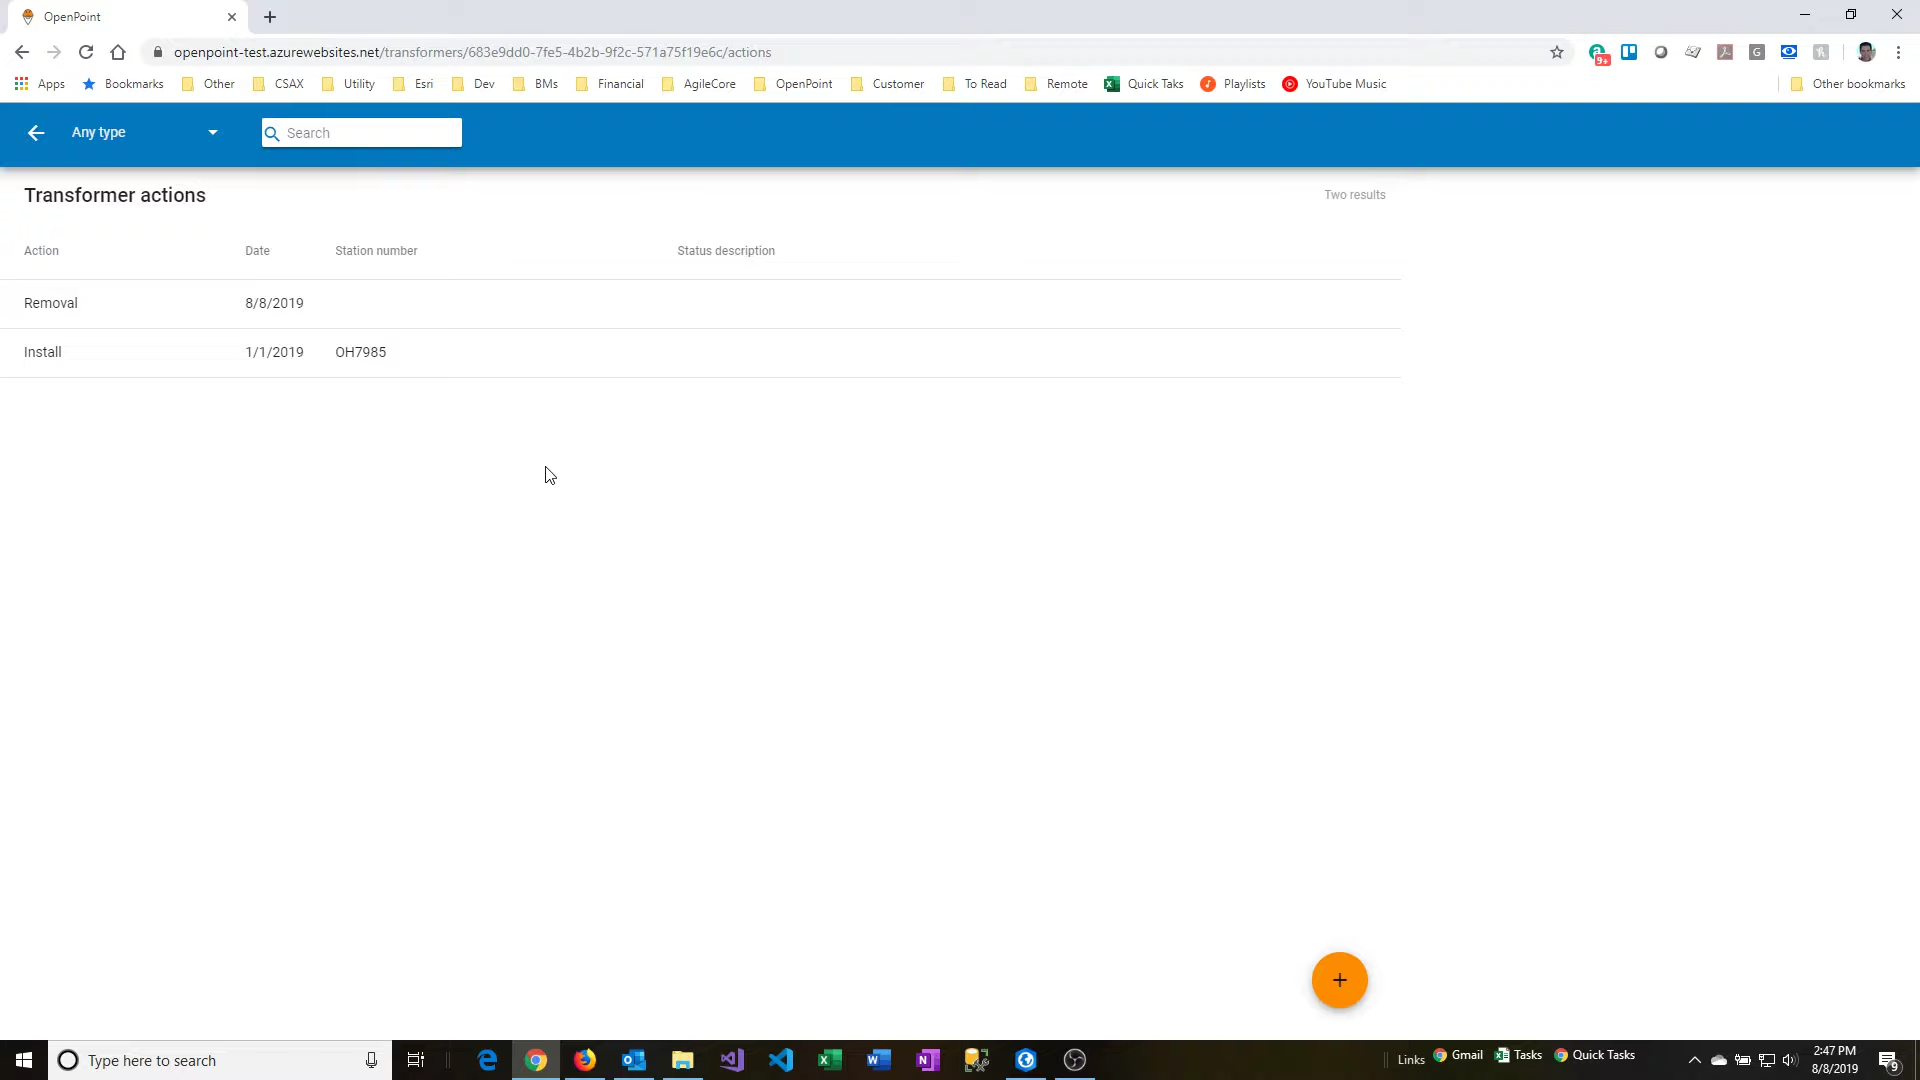 OpenPoint
openpoint-test.azurewebsites.net/transformers/683e9dd0-7fe5-4b2b-9f2c-571a75f19e6c/actions
9+
G
Apps Bookmarks Other CSAX Utility Esri Dev BMs Financial AgileCore OpenPoint Customer To Read Remote Quick Taks Playlists YouTube Music Other bookmarks
Any type Search
Transformer actions Two results
Action Date Station number Status description
Removal 8/8/2019
Install 1/1/2019 OH7985
+
Type here to search Links Gmail Tasks Quick Tasks 2:47 PM
8/8/2019 9